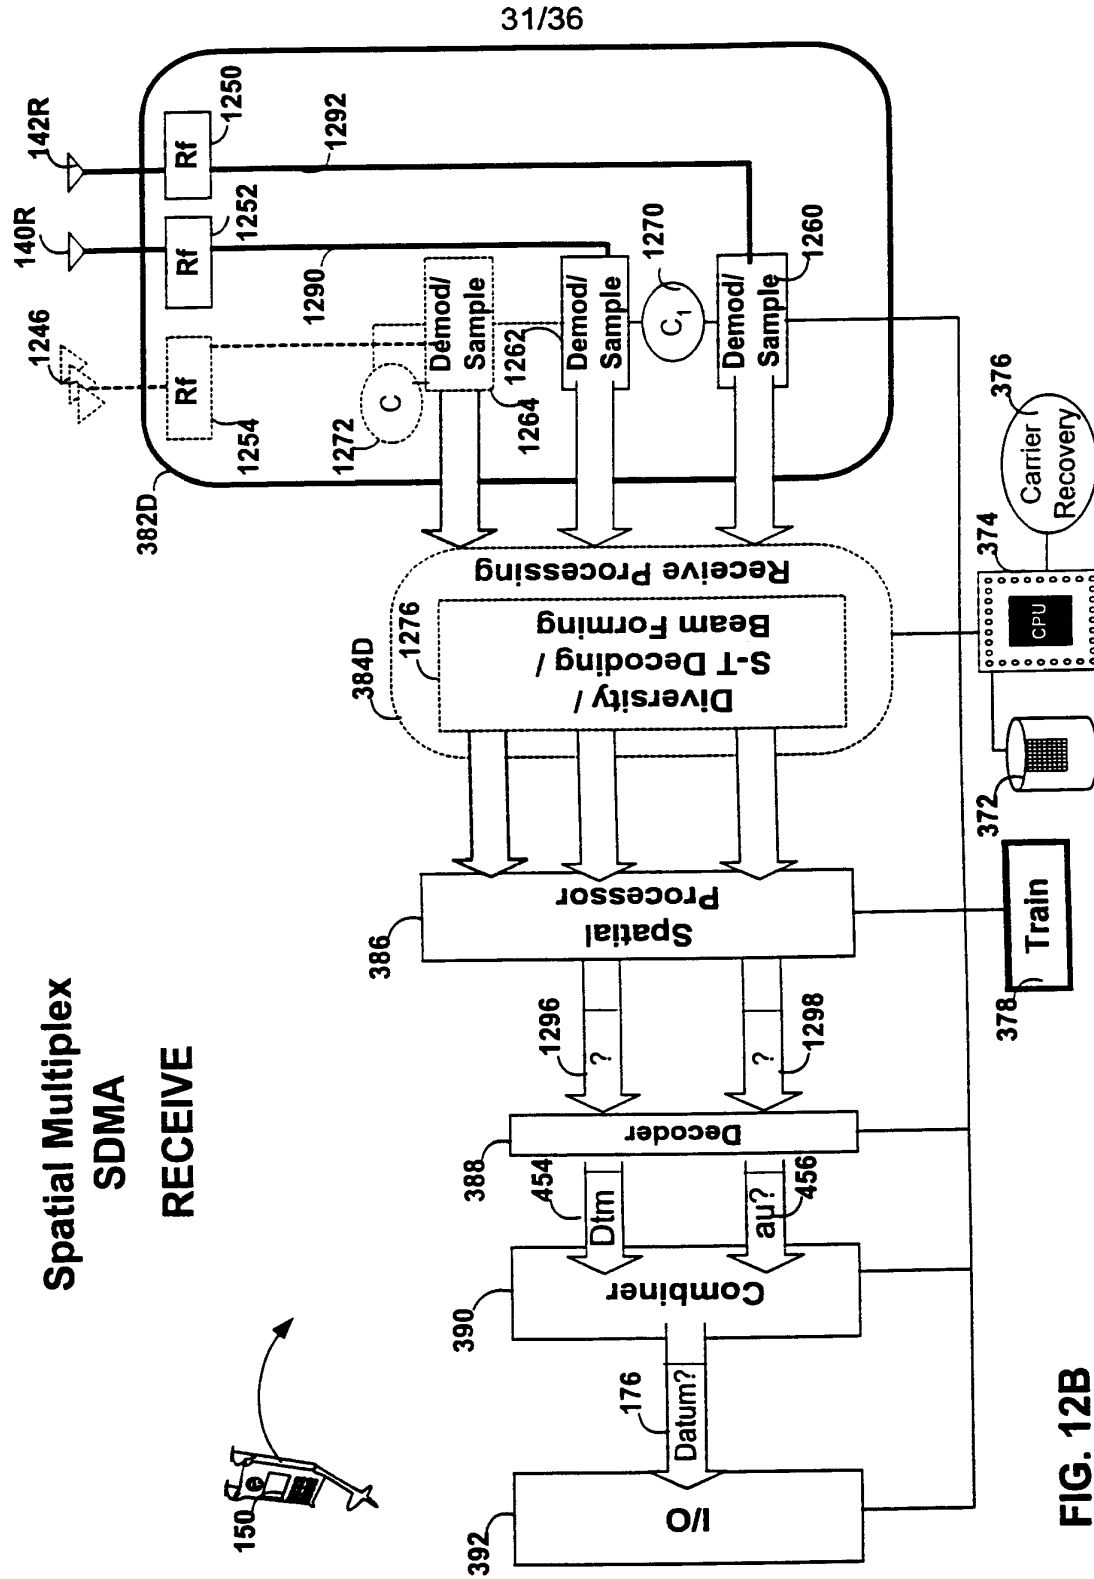 31/36
Spatial Multiplex
SDMA
RECEIVE
150
1246
140R
142R
Rf
1254
Rf
1252
Rf
1250
382D
1290
1292
C
1272
Demod/
Sample
1264
1262
Demod/
Sample
C1
1270
Demod/
Sample
1260
384D
Receive Processing
1276
Diversity /
S-T Decoding /
Beam Forming
386
Spatial
Processor
1296
?
?
1298
388
Decoder
454
Dtm
au?
456
390
Combiner
176
Datum?
392
I/O
378
Train
372
374
CPU
376
Carrier
Recovery
FIG. 12B